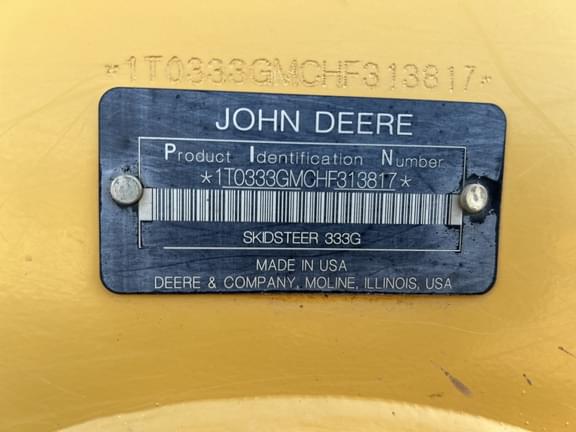 *1T0333GMCHF313817*
JOHN DEERE
Product Identification Number
*1T0333GMCHF313817*
SKIDSTEER 333G
MADE IN USA
DEERE & COMPANY, MOLINE, ILLINOIS, USA